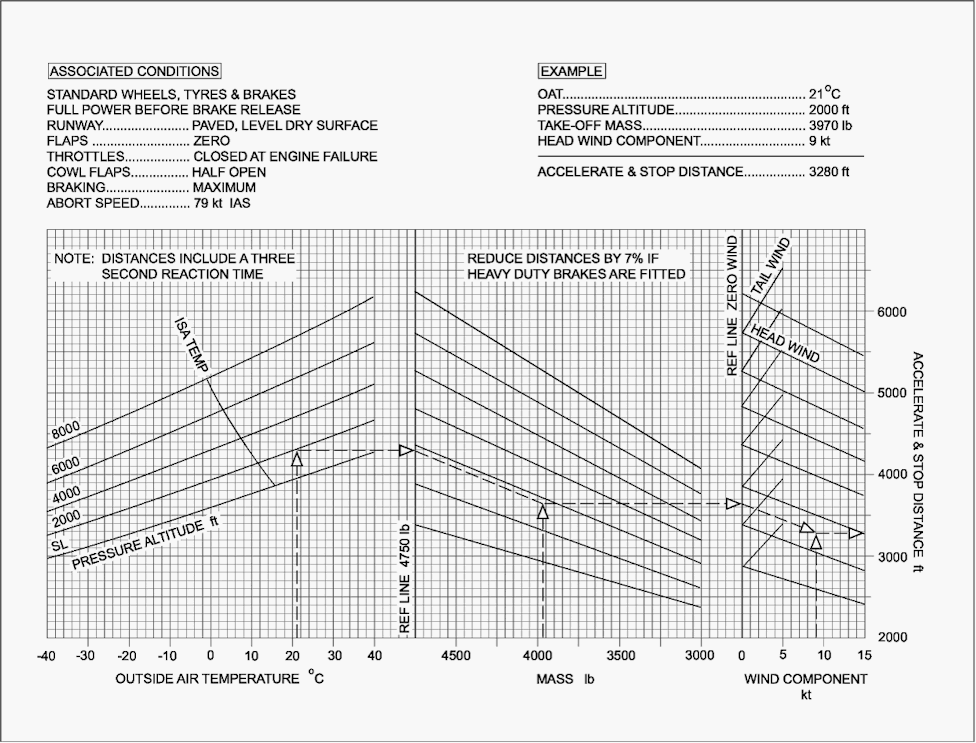 ASSOCIATED CONDITIONS
STANDARD WHEELS, TYRES & BRAKES
FULL POWER BEFORE BRAKE RELEASE
RUNWAY........................ PAVED, LEVEL DRY SURFACE
FLAPS ........................... ZERO
THROTTLES................... CLOSED AT ENGINE FAILURE
COWL FLAPS................. HALF OPEN
BRAKING........................ MAXIMUM
ABORT SPEED.............. 79 kt IAS
EXAMPLE
OAT.............................................................. 21°C
PRESSURE ALTITUDE................................. 2000 ft
TAKE-OFF MASS......................................... 3970 lb
HEAD WIND COMPONENT........................... 9 kt
ACCELERATE & STOP DISTANCE................ 3280 ft
NOTE: DISTANCES INCLUDE A THREE
SECOND REACTION TIME
REDUCE DISTANCES BY 7% IF
HEAVY DUTY BRAKES ARE FITTED
ISA TEMP
8000
6000
4000
2000
SL
PRESSURE ALTITUDE ft
REF LINE 4750 lb
REF LINE ZERO WIND
TAIL WIND
HEAD WIND
6000
5000
4000
3000
2000
ACCELERATE & STOP DISTANCE ft
-40 -30 -20 -10 0 10 20 30 40
4500 4000 3500 3000
0 5 10 15
OUTSIDE AIR TEMPERATURE °C
MASS lb
WIND COMPONENT
kt